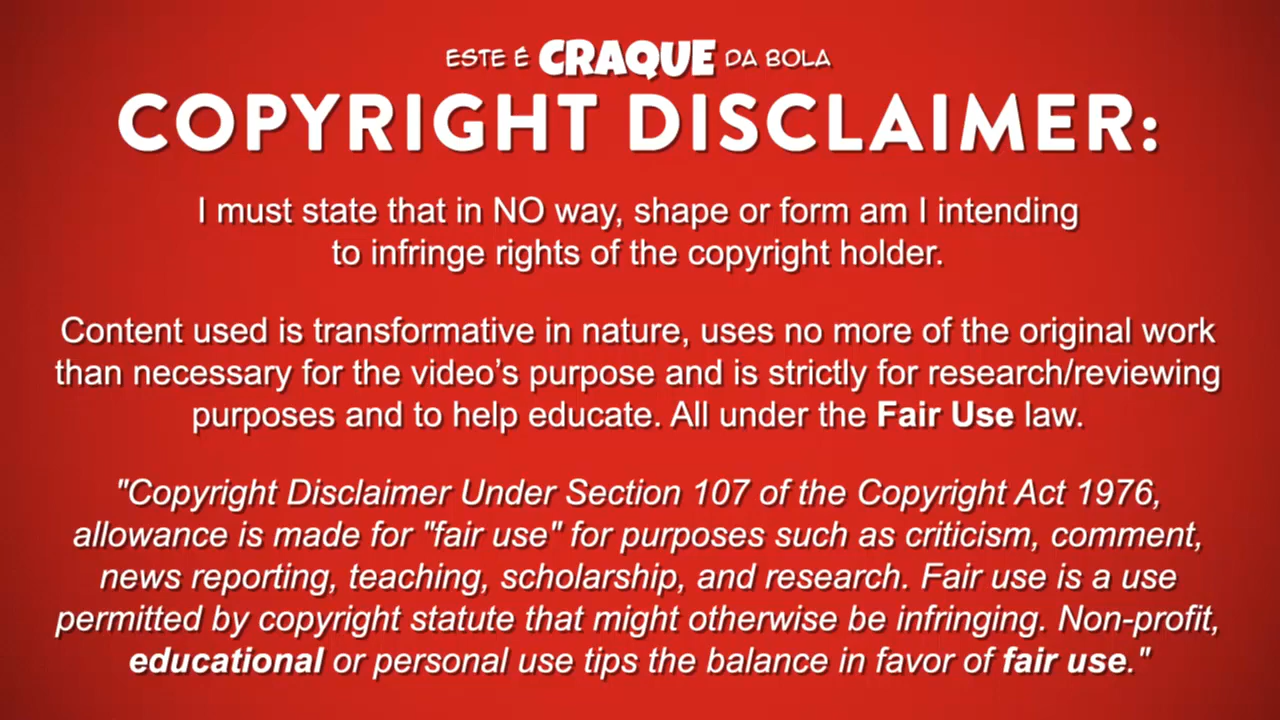 ESTE É CRAQUE DA BOLA
COPYRIGHT DISCLAIMER:
I must state that in NO way, shape or form am I intending
to infringe rights of the copyright holder.
Content used is transformative in nature, uses no more of the original work
than necessary for the video’s purpose and is strictly for research/reviewing
purposes and to help educate. All under the Fair Use law.
"Copyright Disclaimer Under Section 107 of the Copyright Act 1976,
allowance is made for "fair use" for purposes such as criticism, comment,
news reporting, teaching, scholarship, and research. Fair use is a use
permitted by copyright statute that might otherwise be infringing. Non-profit,
educational or personal use tips the balance in favor of fair use."